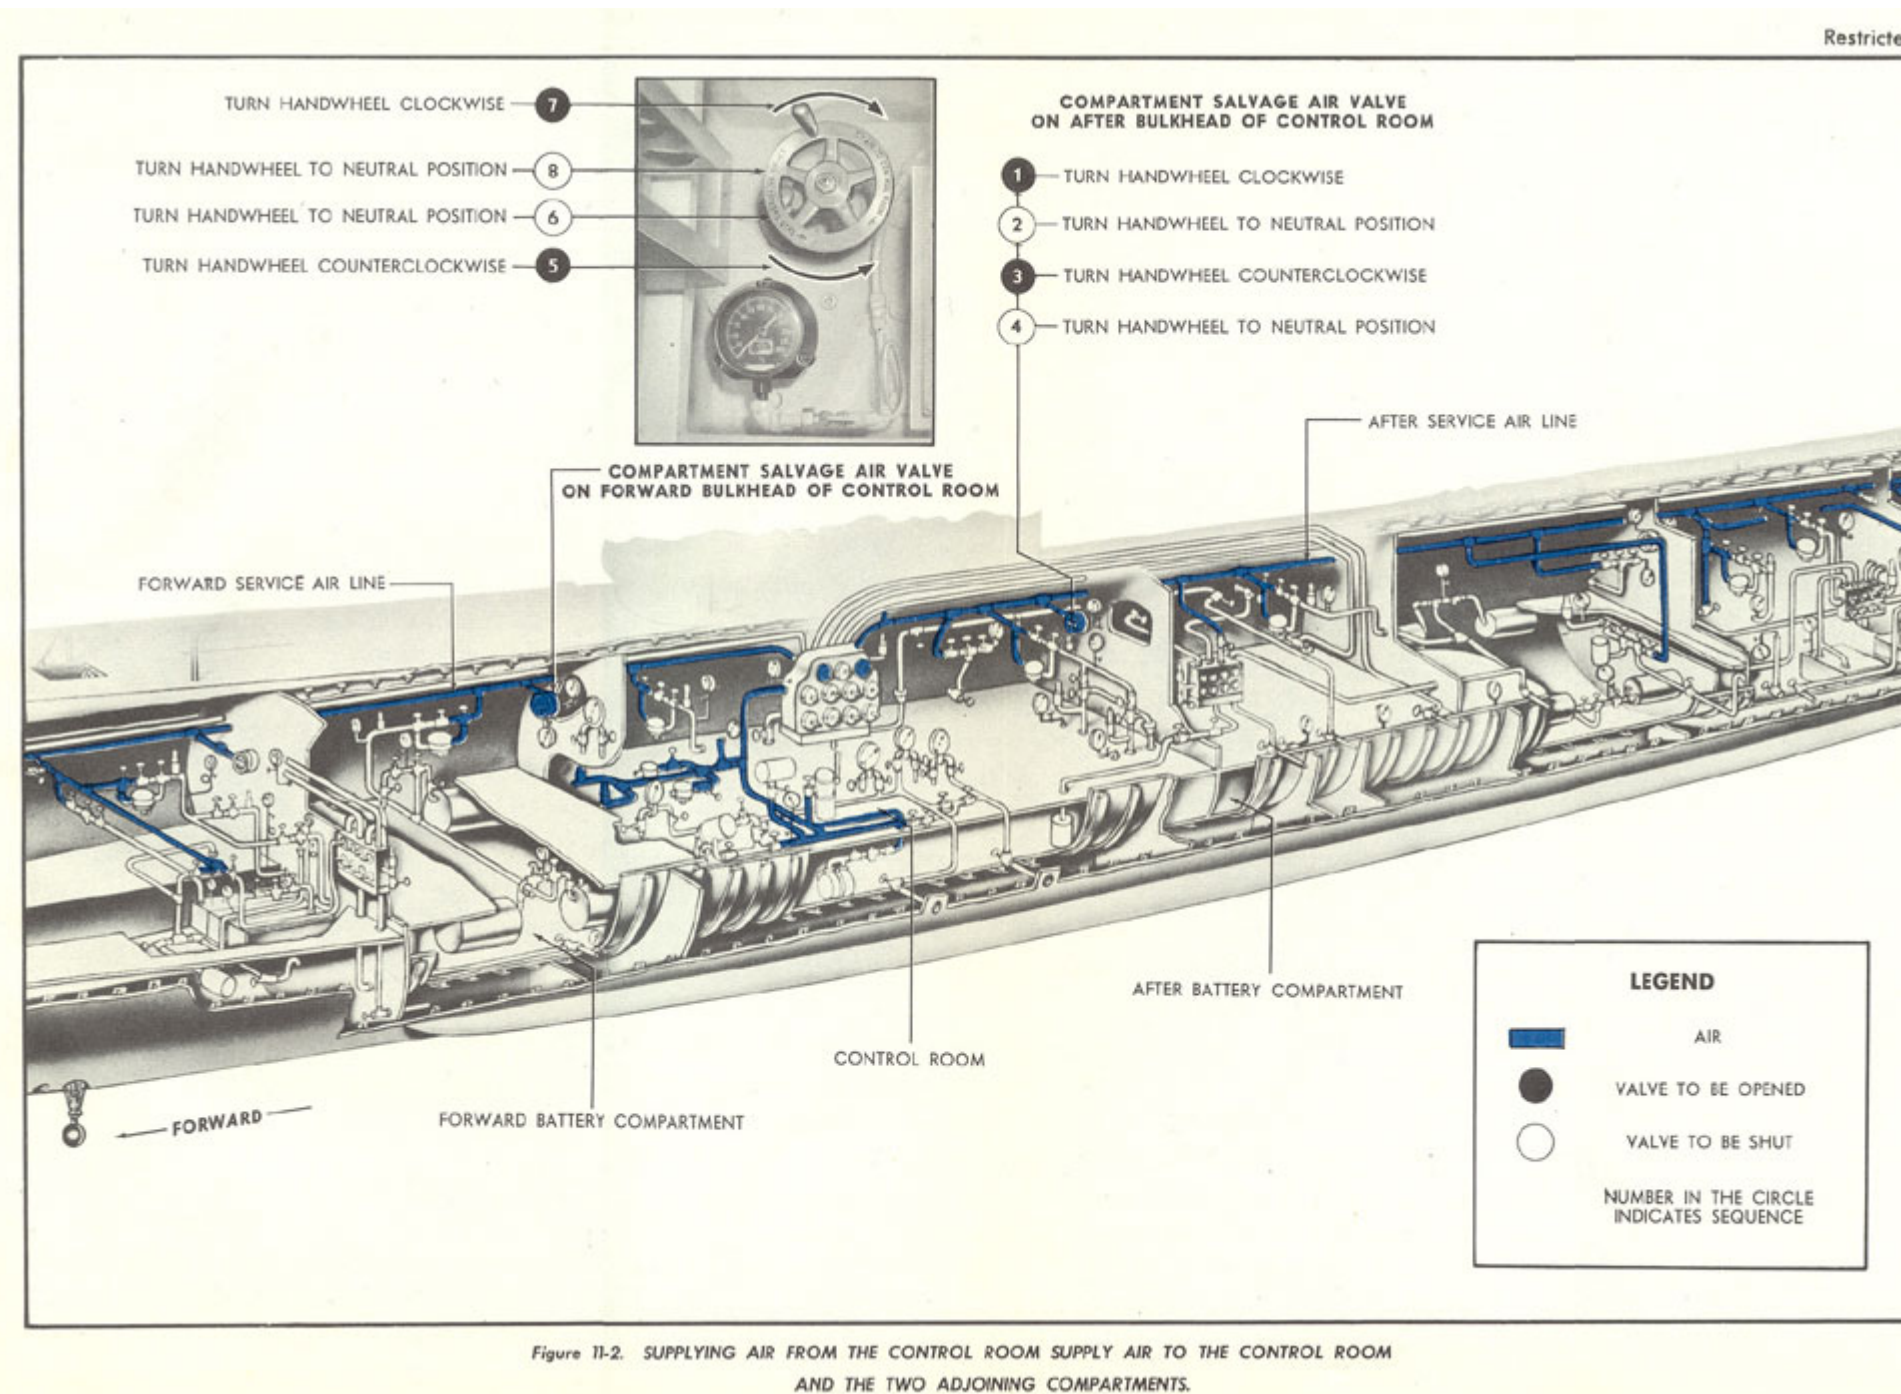 Restricte
TURN HANDWHEEL CLOCKWISE 7
TURN HANDWHEEL TO NEUTRAL POSITION 8
TURN HANDWHEEL TO NEUTRAL POSITION 6
TURN HANDWHEEL COUNTERCLOCKWISE 5
COMPARTMENT SALVAGE AIR VALVE
ON FORWARD BULKHEAD OF CONTROL ROOM
COMPARTMENT SALVAGE AIR VALVE
ON AFTER BULKHEAD OF CONTROL ROOM
1 TURN HANDWHEEL CLOCKWISE
2 TURN HANDWHEEL TO NEUTRAL POSITION
3 TURN HANDWHEEL COUNTERCLOCKWISE
4 TURN HANDWHEEL TO NEUTRAL POSITION
AFTER SERVICE AIR LINE
FORWARD SERVICE AIR LINE
AFTER BATTERY COMPARTMENT
CONTROL ROOM
FORWARD BATTERY COMPARTMENT
FORWARD
LEGEND
AIR
VALVE TO BE OPENED
VALVE TO BE SHUT
NUMBER IN THE CIRCLE
INDICATES SEQUENCE
Figure 11-2. SUPPLYING AIR FROM THE CONTROL ROOM SUPPLY AIR TO THE CONTROL ROOM
AND THE TWO ADJOINING COMPARTMENTS.